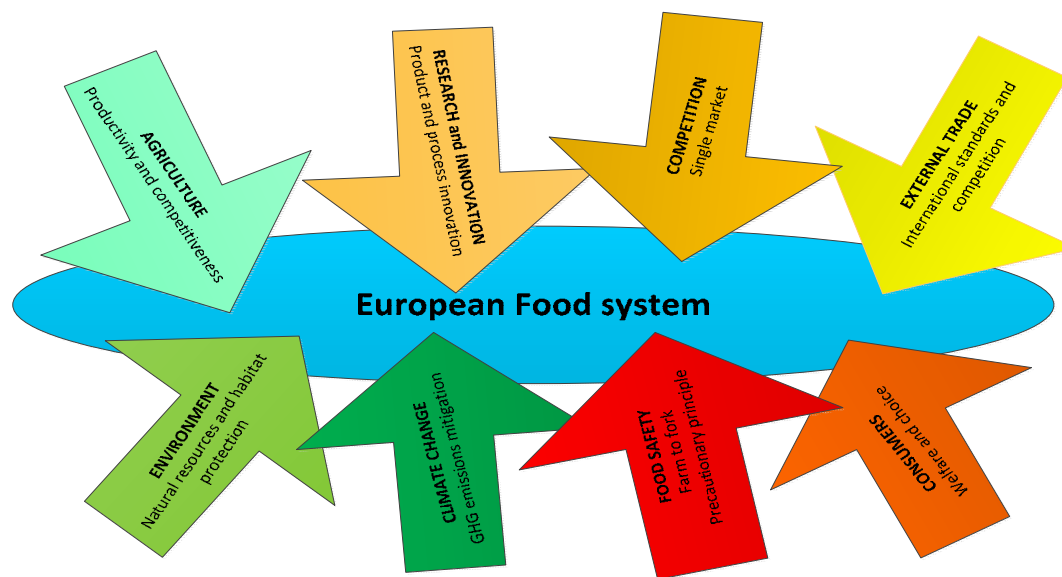 AGRICULTURE
Productivity and competitiveness
RESEARCH and INNOVATION
Product and process innovation
COMPETITION
Single market
EXTERNAL TRADE
International standards and
competition
European Food system
ENVIRONMENT
Natural resources and habitat
protection
CLIMATE CHANGE
GHG emissions mitigation
FOOD SAFETY
Farm to fork
Precautionary principle
CONSUMERS
Welfare and choice